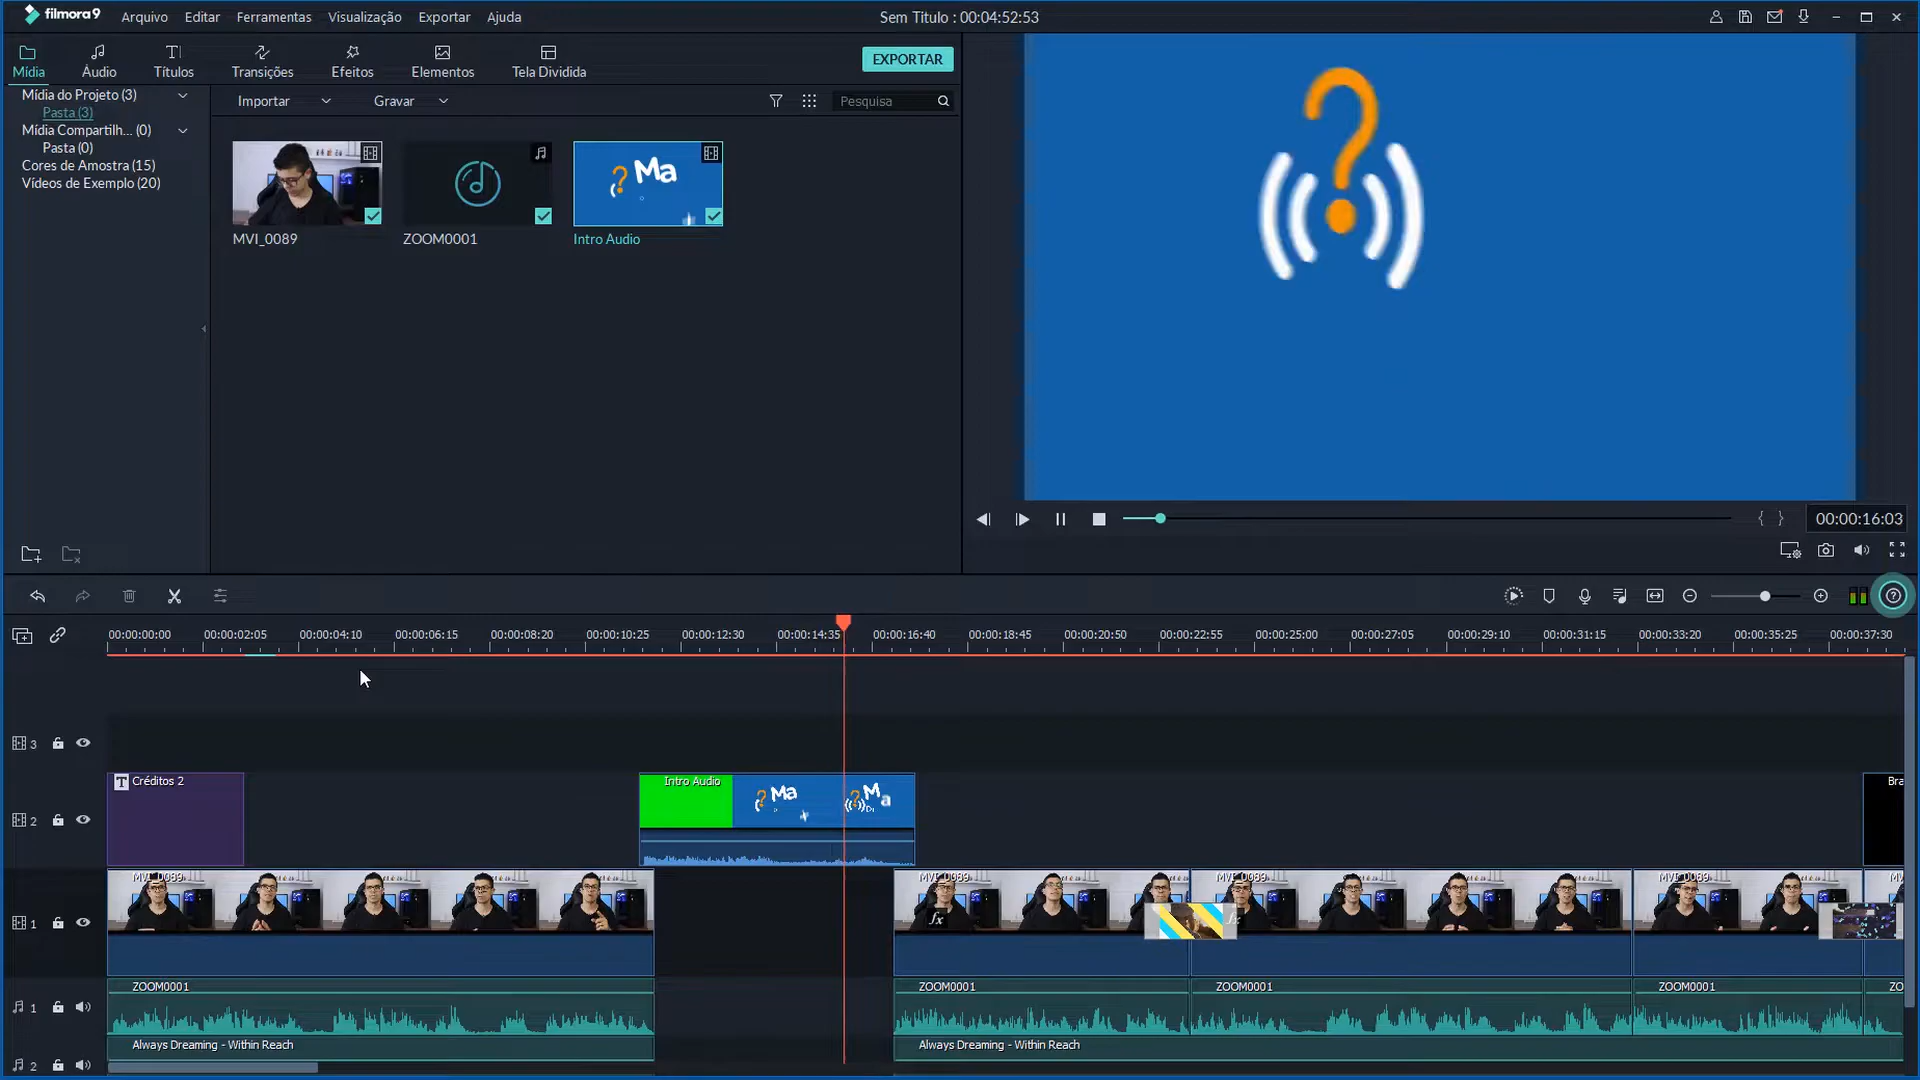 filmora9 Arquivo Editar Ferramentas Visualização Exportar Ajuda Sem Titulo : 00:04:52:53
Mídia Áudio Títulos Transições Efeitos Elementos Tela Dividida EXPORTAR
Mídia do Projeto (3)
Pasta (3)
Mídia Compartilh... (0)
Pasta (0)
Cores de Amostra (15)
Vídeos de Exemplo (20)
Importar Gravar Pesquisa
? Ma
MVI_0089 ZOOM0001 Intro Audio
?
{ } 00:00:16:03
00:00:00:00 00:00:02:05 00:00:04:10 00:00:06:15 00:00:08:20 00:00:10:25 00:00:12:30 00:00:14:35 00:00:16:40 00:00:18:45 00:00:20:50 00:00:22:55 00:00:25:00 00:00:27:05 00:00:29:10 00:00:31:15 00:00:33:20 00:00:35:25 00:00:37:30
3
2 T Créditos 2 Intro Audio Bra
? Ma ? Ma
1 MVI_0089 MVI_0089 MVI_0089 MVI_0089
fx
1 ZOOM0001 ZOOM0001 ZOOM0001 ZOOM0001 ZO
Always Dreaming - Within Reach Always Dreaming - Within Reach
2